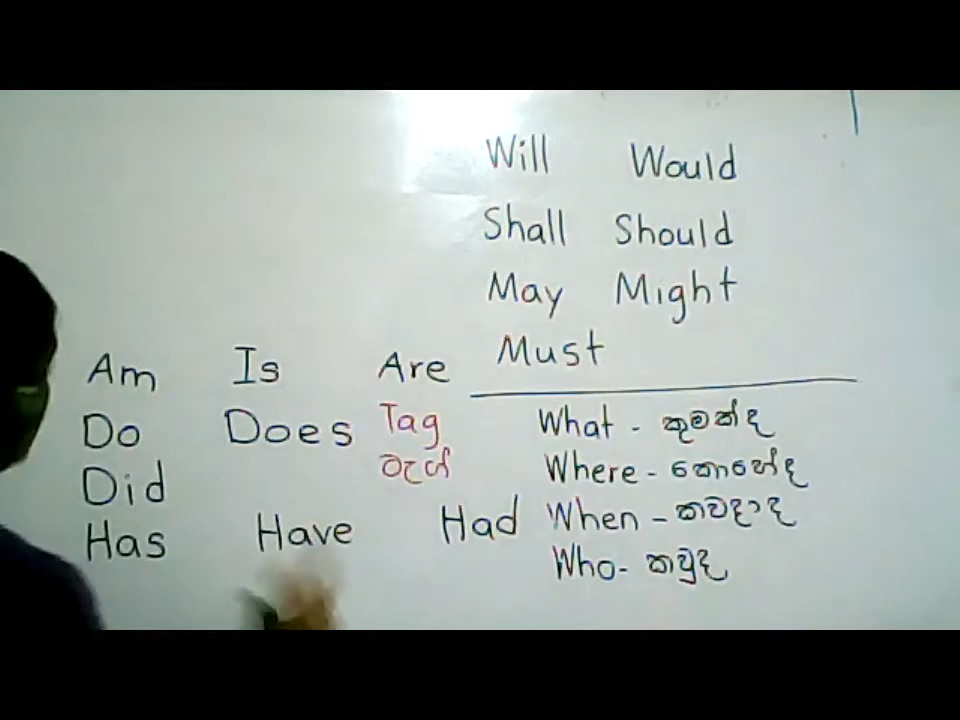 Will Would
Shall Should
May Might
Must
Am Is Are
Do Does Tag
ටැග්
Did
Has Have Had
What - කුමක්ද
Where - කොහේද
When - කවදාද
Who - කවුද